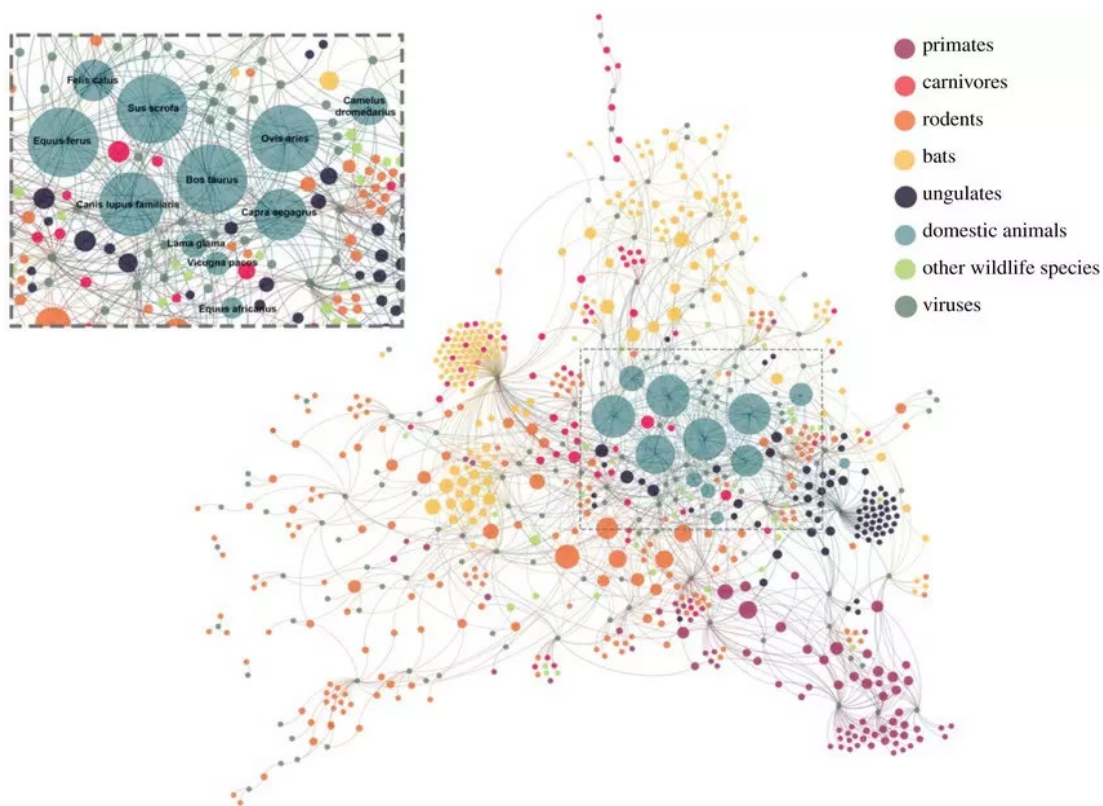 primates
carnivores
rodents
bats
ungulates
domestic animals
other wildlife species
viruses
Felis catus
Sus scrofa
Camelus
dromedarius
Equus ferus
Ovis aries
Bos taurus
Canis lupus familiaris
Capra aegagrus
Lama glama
Vicugna pacos
Equus africanus